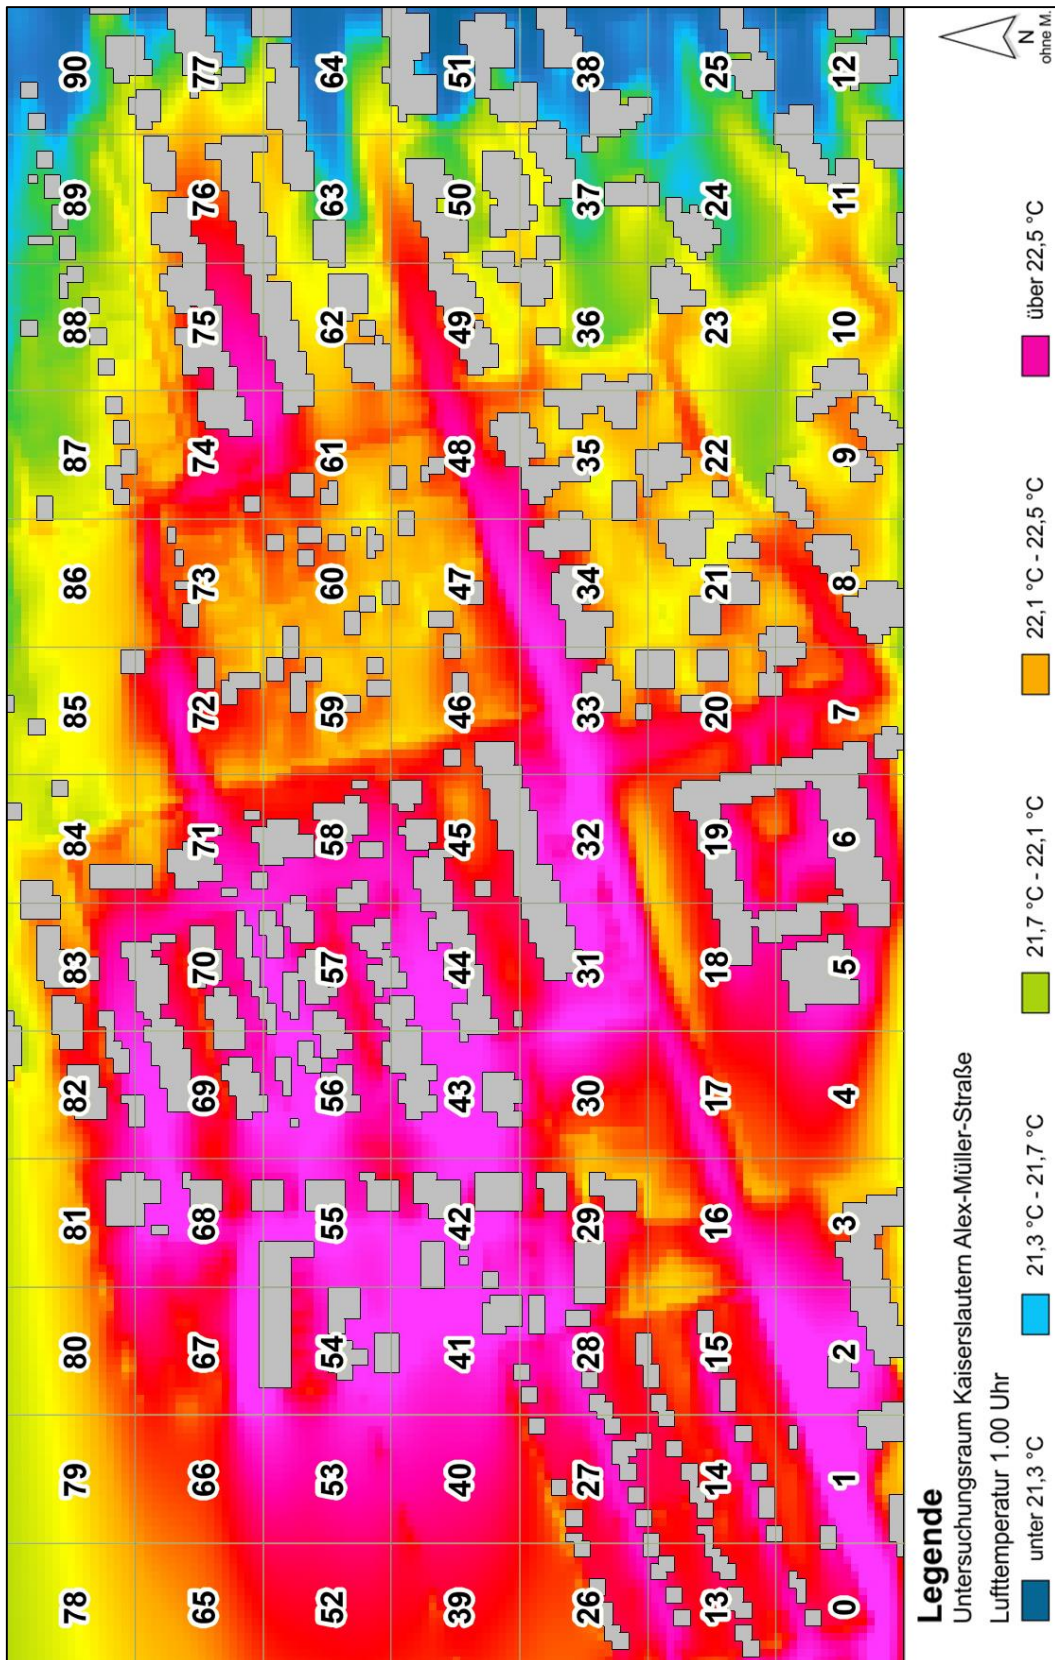 78 79 80 81 82 83 84 85 86 87 88 89 90
65 66 67 68 69 70 71 72 73 74 75 76 77
52 53 54 55 56 57 58 59 60 61 62 63 64
39 40 41 42 43 44 45 46 47 48 49 50 51
26 27 28 29 30 31 32 33 34 35 36 37 38
13 14 15 16 17 18 19 20 21 22 23 24 25
0 1 2 3 4 5 6 7 8 9 10 11 12
Legende
Untersuchungsraum Kaiserslautern Alex-Müller-Straße
Lufttemperatur 1.00 Uhr
unter 21,3 °C 21,3 °C - 21,7 °C 21,7 °C - 22,1 °C 22,1 °C - 22,5 °C über 22,5 °C
N
ohne M.